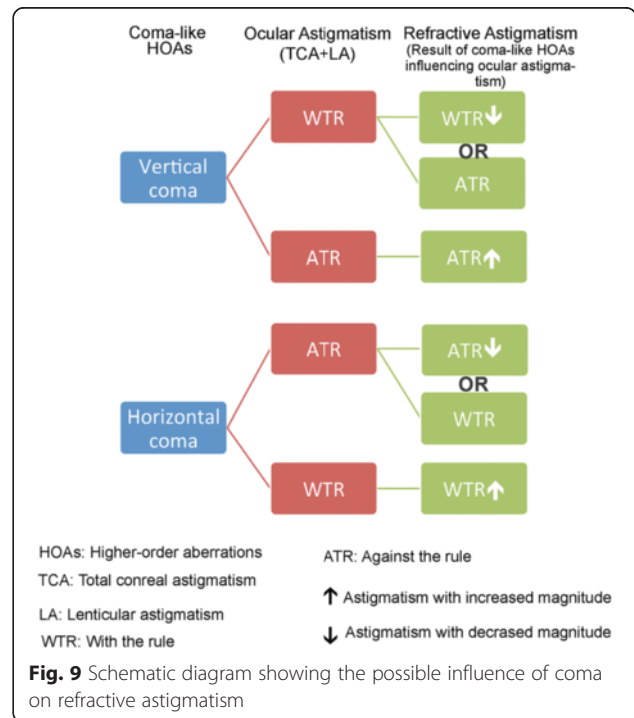 Coma-like HOAs
Ocular Astigmatism (TCA+LA)
Refractive Astigmatism
(Result of coma-like HOAs
influencing ocular astigma-
tism)
Vertical coma
WTR
WTR↓
OR
ATR
ATR
ATR↑
Horizontal coma
ATR
ATR↓
OR
WTR
WTR
WTR↑
HOAs: Higher-order aberrations
TCA: Total conreal astigmatism
LA: Lenticular astigmatism
WTR: With the rule
ATR: Against the rule
↑ Astigmatism with increased magnitude
↓ Astigmatism with decrased magnitude
Fig. 9 Schematic diagram showing the possible influence of coma
on refractive astigmatism